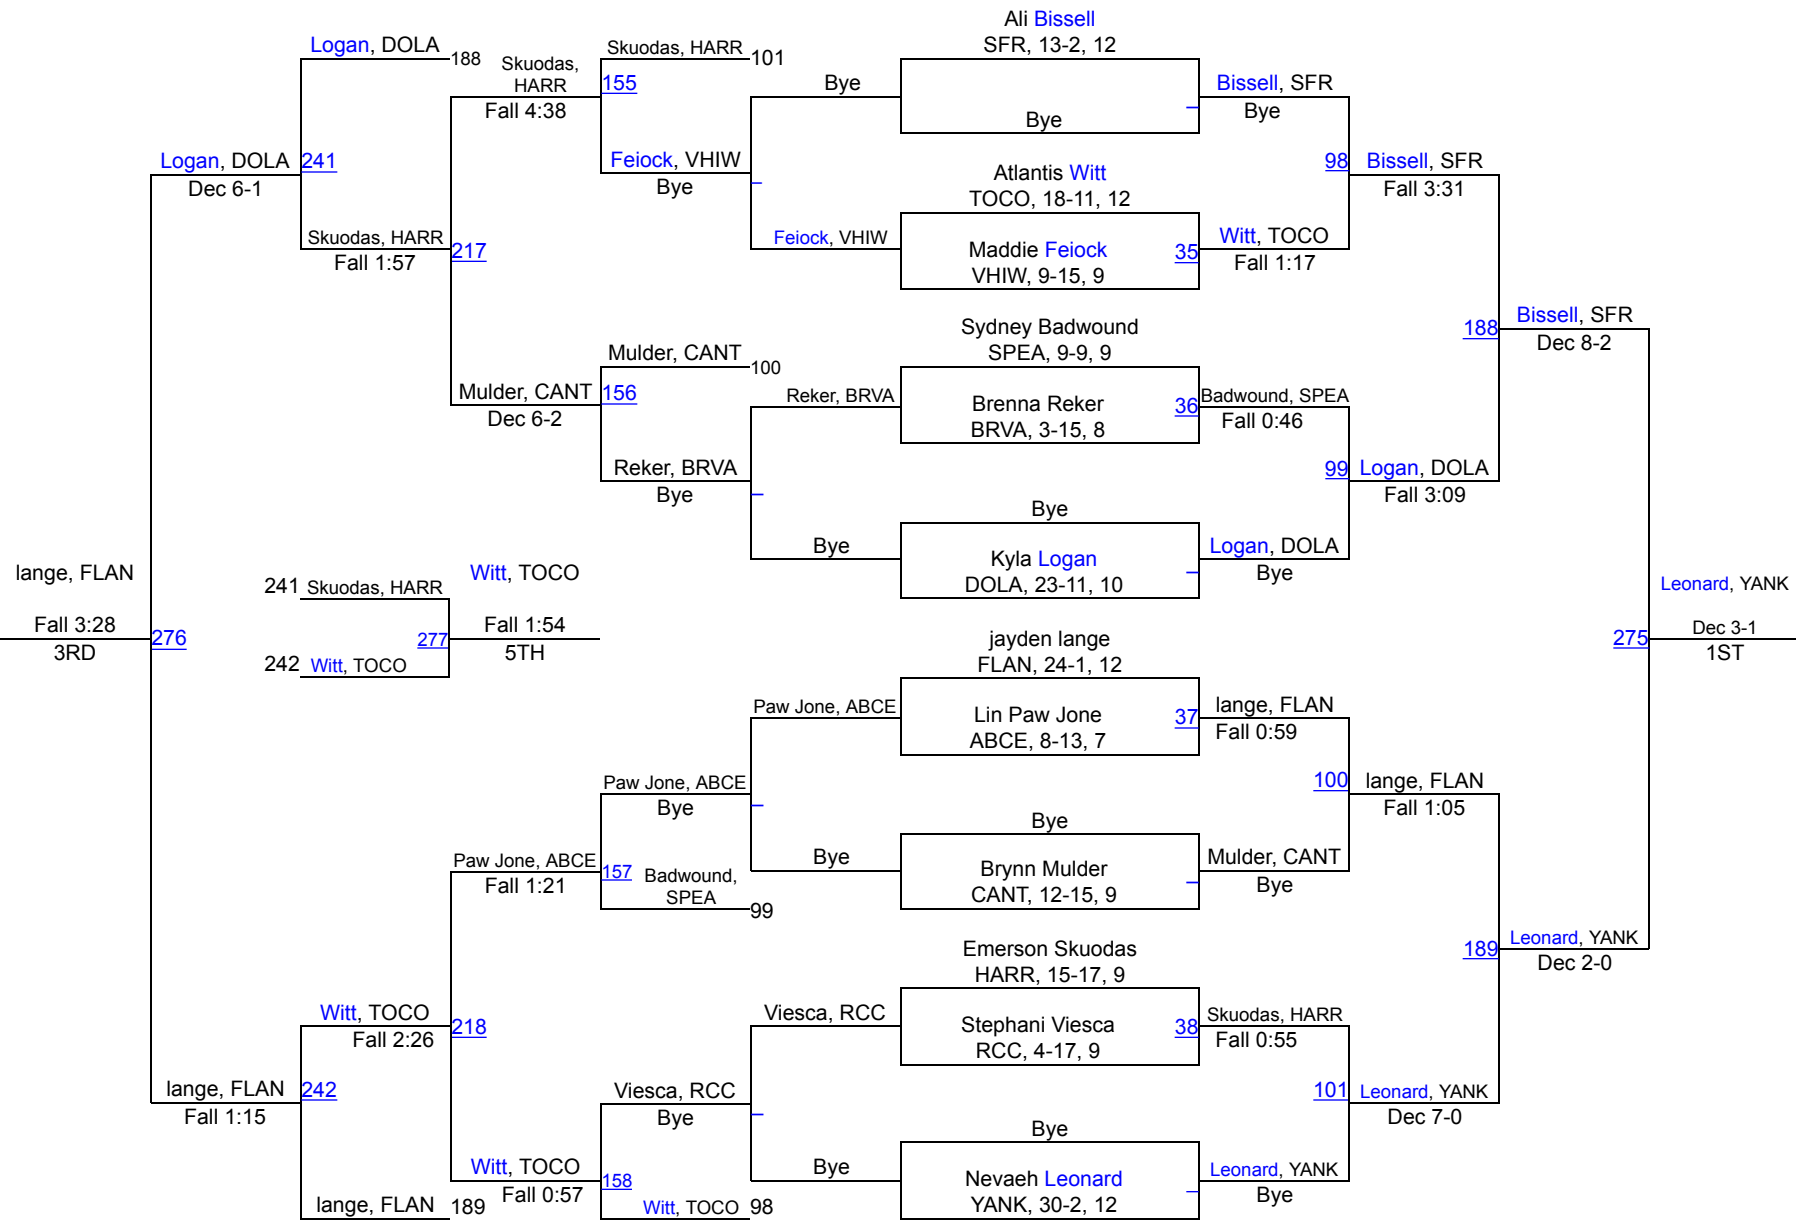 Ali Bissell
SFR, 13-2, 12
Logan, DOLA
188
Skuodas,
HARR
Fall 4:38
Skuodas, HARR
101
155
Bye
Bye
Bissell, SFR
Bye
Logan, DOLA
Dec 6-1
241
Feiock, VHIW
Bye
Atlantis Witt
TOCO, 18-11, 12
98
Bissell, SFR
Fall 3:31
Skuodas, HARR
Fall 1:57
217
Feiock, VHIW
Maddie Feiock
VHIW, 9-15, 9
35
Witt, TOCO
Fall 1:17
Sydney Badwound
SPEA, 9-9, 9
188
Bissell, SFR
Dec 8-2
Mulder, CANT
100
Mulder, CANT
Dec 6-2
156
Reker, BRVA
Brenna Reker
BRVA, 3-15, 8
36
Badwound, SPEA
Fall 0:46
Reker, BRVA
Bye
99
Logan, DOLA
Fall 3:09
Bye
Bye
Kyla Logan
DOLA, 23-11, 10
Logan, DOLA
Bye
lange, FLAN
Fall 3:28
3RD
276
241
Skuodas, HARR
242
Witt, TOCO
277
Witt, TOCO
Fall 1:54
5TH
Leonard, YANK
275
Dec 3-1
1ST
jayden lange
FLAN, 24-1, 12
Paw Jone, ABCE
Lin Paw Jone
ABCE, 8-13, 7
37
lange, FLAN
Fall 0:59
Paw Jone, ABCE
Bye
100
lange, FLAN
Fall 1:05
Bye
Paw Jone, ABCE
Fall 1:21
157
Badwound,
SPEA
99
Bye
Brynn Mulder
CANT, 12-15, 9
Mulder, CANT
Bye
Emerson Skuodas
HARR, 15-17, 9
189
Leonard, YANK
Dec 2-0
Witt, TOCO
Fall 2:26
218
Viesca, RCC
Stephani Viesca
RCC, 4-17, 9
38
Skuodas, HARR
Fall 0:55
lange, FLAN
Fall 1:15
242
Viesca, RCC
Bye
101
Leonard, YANK
Dec 7-0
Bye
Witt, TOCO
Fall 0:57
158
Bye
Nevaeh Leonard
YANK, 30-2, 12
Leonard, YANK
Bye
lange, FLAN
189
Witt, TOCO
98